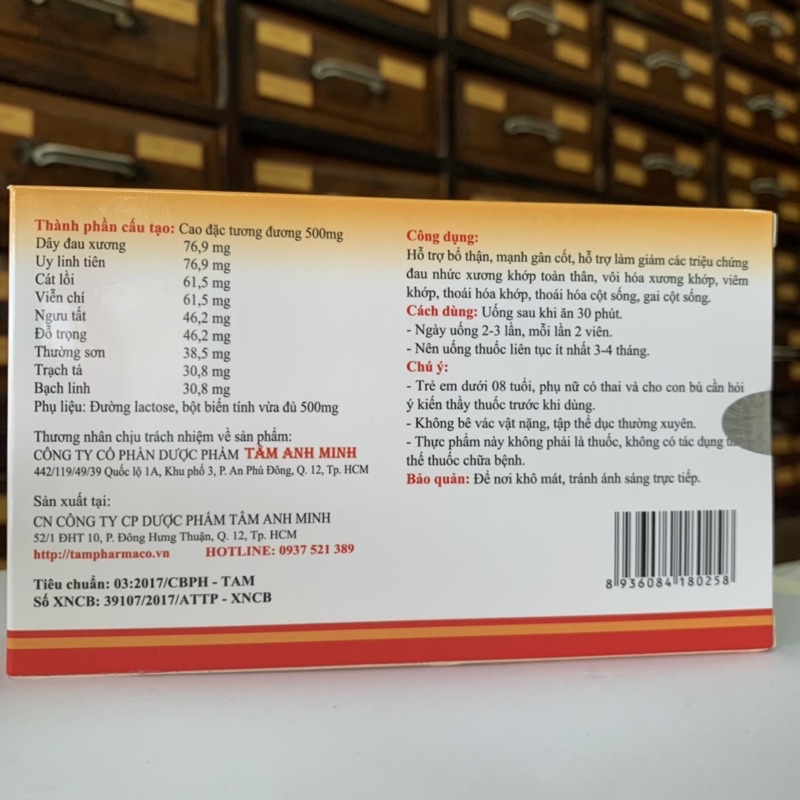 Thành phần cấu tạo: Cao đặc tương đương 500mg
Dây đau xương 76,9 mg
Uy linh tiên 76,9 mg
Cát lồi 61,5 mg
Viễn chí 61,5 mg
Ngưu tất 46,2 mg
Đỗ trọng 46,2 mg
Thường sơn 38,5 mg
Trạch tả 30,8 mg
Bạch linh 30,8 mg
Phụ liệu: Đường lactose, bột biến tính vừa đủ 500mg
Thương nhân chịu trách nhiệm về sản phẩm:
CÔNG TY CỔ PHẦN DƯỢC PHẨM TÂM ANH MINH
442/119/49/39 Quốc lộ 1A, Khu phố 3, P. An Phú Đông, Q. 12, Tp. HCM
Sản xuất tại:
CN CÔNG TY CP DƯỢC PHẨM TÂM ANH MINH
52/1 ĐHT 10, P. Đông Hưng Thuận, Q. 12, Tp. HCM
http://tampharmaco.vn HOTLINE: 0937 521 389
Tiêu chuẩn: 03:2017/CBPH - TAM
Số XNCB: 39107/2017/ATTP - XNCB
Công dụng:
Hỗ trợ bổ thận, mạnh gân cốt, hỗ trợ làm giảm các triệu chứng
đau nhức xương khớp toàn thân, vôi hóa xương khớp, viêm
khớp, thoái hóa khớp, thoái hóa cột sống, gai cột sống.
Cách dùng: Uống sau khi ăn 30 phút.
- Ngày uống 2-3 lần, mỗi lần 2 viên.
- Nên uống thuốc liên tục ít nhất 3-4 tháng.
Chú ý:
- Trẻ em dưới 08 tuổi, phụ nữ có thai và cho con bú cần hỏi
ý kiến thầy thuốc trước khi dùng.
- Không bê vác vật nặng, tập thể dục thường xuyên.
- Thực phẩm này không phải là thuốc, không có tác dụng
thế thuốc chữa bệnh.
Bảo quản: Để nơi khô mát, tránh ánh sáng trực tiếp.
8 936084 180258